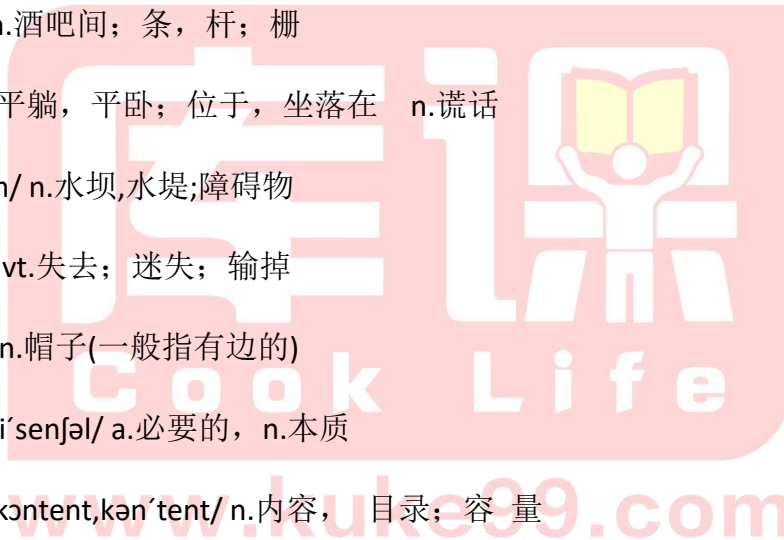 n.酒吧间；条，杆；栅
平躺，平卧；位于，坐落在 n.谎话
/ n.水坝,水堤;障碍物
vt.失去；迷失；输掉
n.帽子(一般指有边的)
i´senʃəl/ a.必要的，n.本质
kɔntent,kən´tent/ n.内容， 目录；容 量
库课
Cook Life
www.kuke99.com